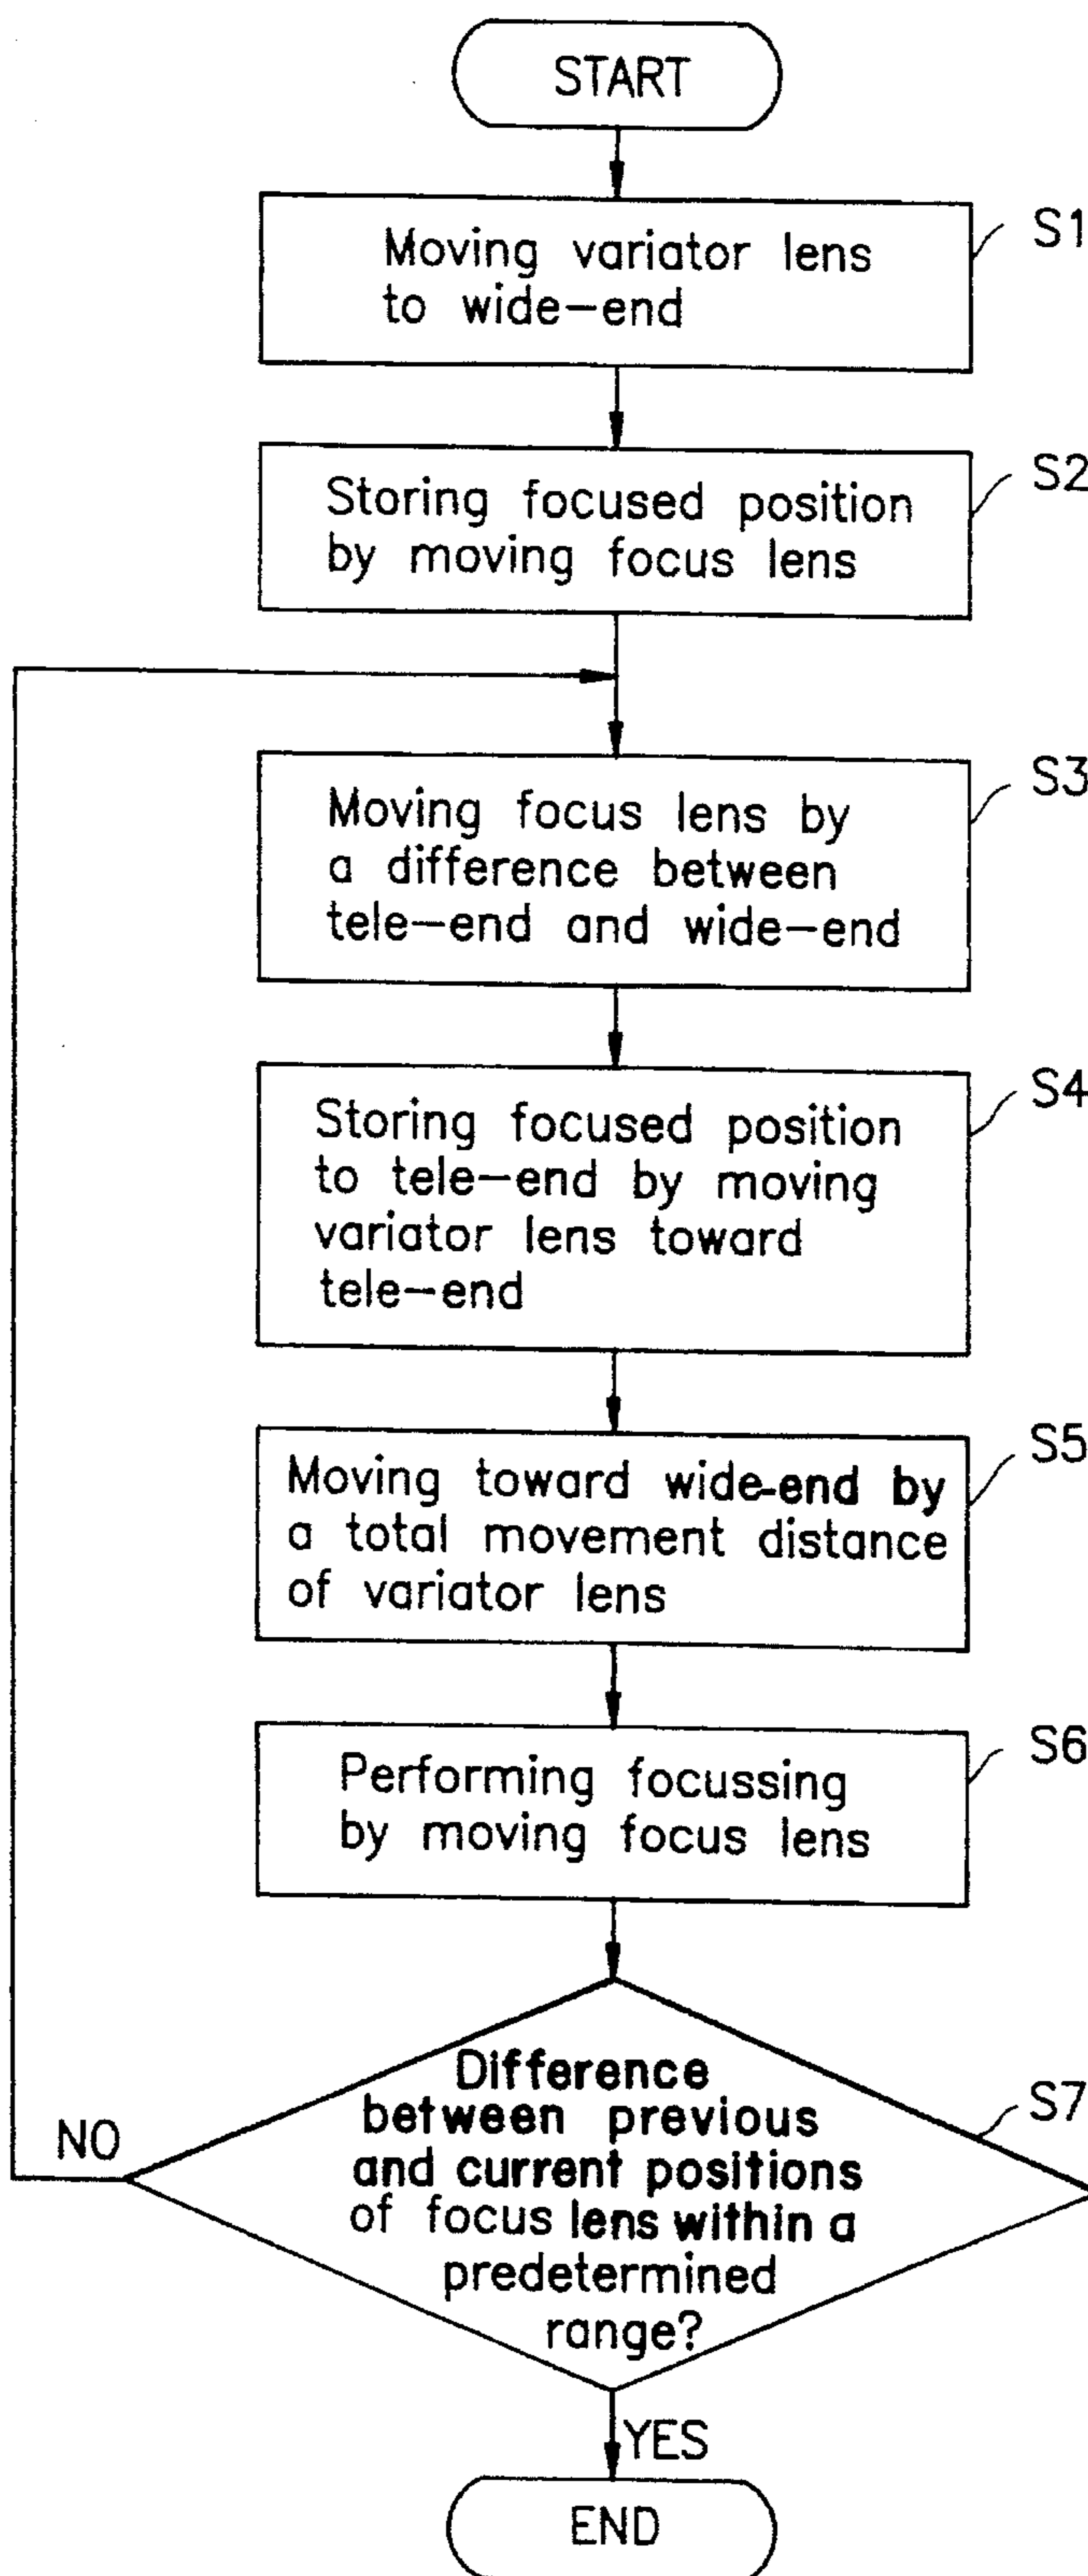 START
Moving variator lens
to wide-end
S1
Storing focused position
by moving focus lens
S2
Moving focus lens by
a difference between
tele-end and wide-end
S3
Storing focused position
to tele-end by moving
variator lens toward
tele-end
S4
Moving toward wide-end by
a total movement distance
of variator lens
S5
Performing focussing
by moving focus lens
S6
Difference
between previous
and current positions
of focus lens within a
predetermined
range?
S7
NO
YES
END